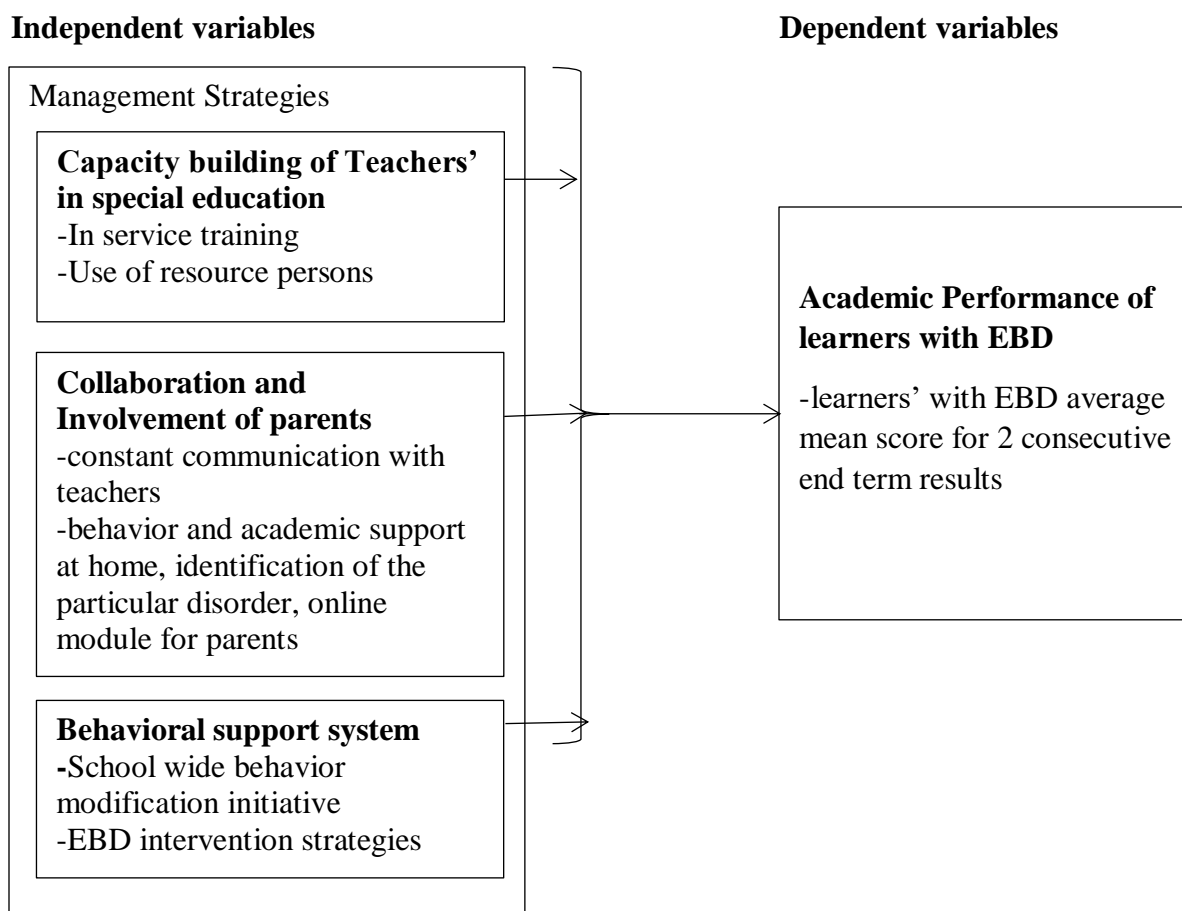 Independent variables
Dependent variables
Management Strategies
Capacity building of Teachers’
in special education
-In service training
-Use of resource persons
Collaboration and
Involvement of parents
-constant communication with
teachers
-behavior and academic support
at home, identification of the
particular disorder, online
module for parents
Behavioral support system
-School wide behavior
modification initiative
-EBD intervention strategies
Academic Performance of
learners with EBD
-learners’ with EBD average
mean score for 2 consecutive
end term results